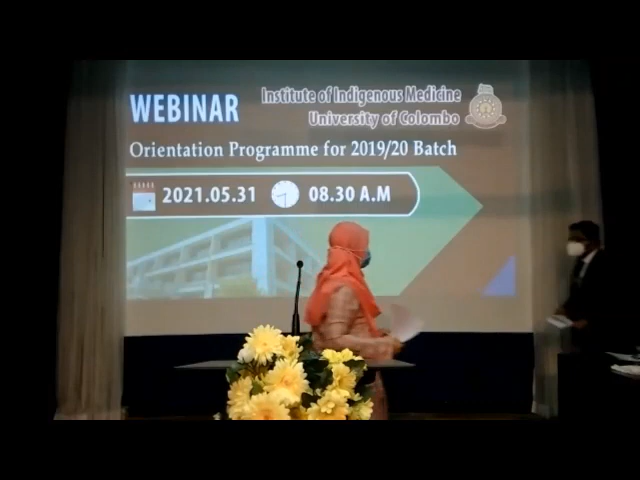 WEBINAR
Institute of Indigenous Medicine
University of Colombo
Orientation Programme for 2019/20 Batch
2021.05.31 08.30 A.M